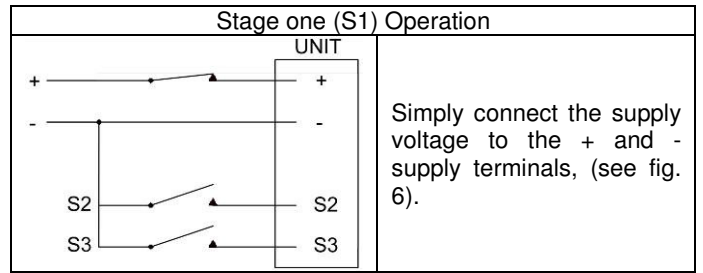 Stage one (S1) Operation
UNIT
+ +
- -
S2 S2
S3 S3
Simply connect the supply
voltage to the + and -
supply terminals, (see fig.
6).